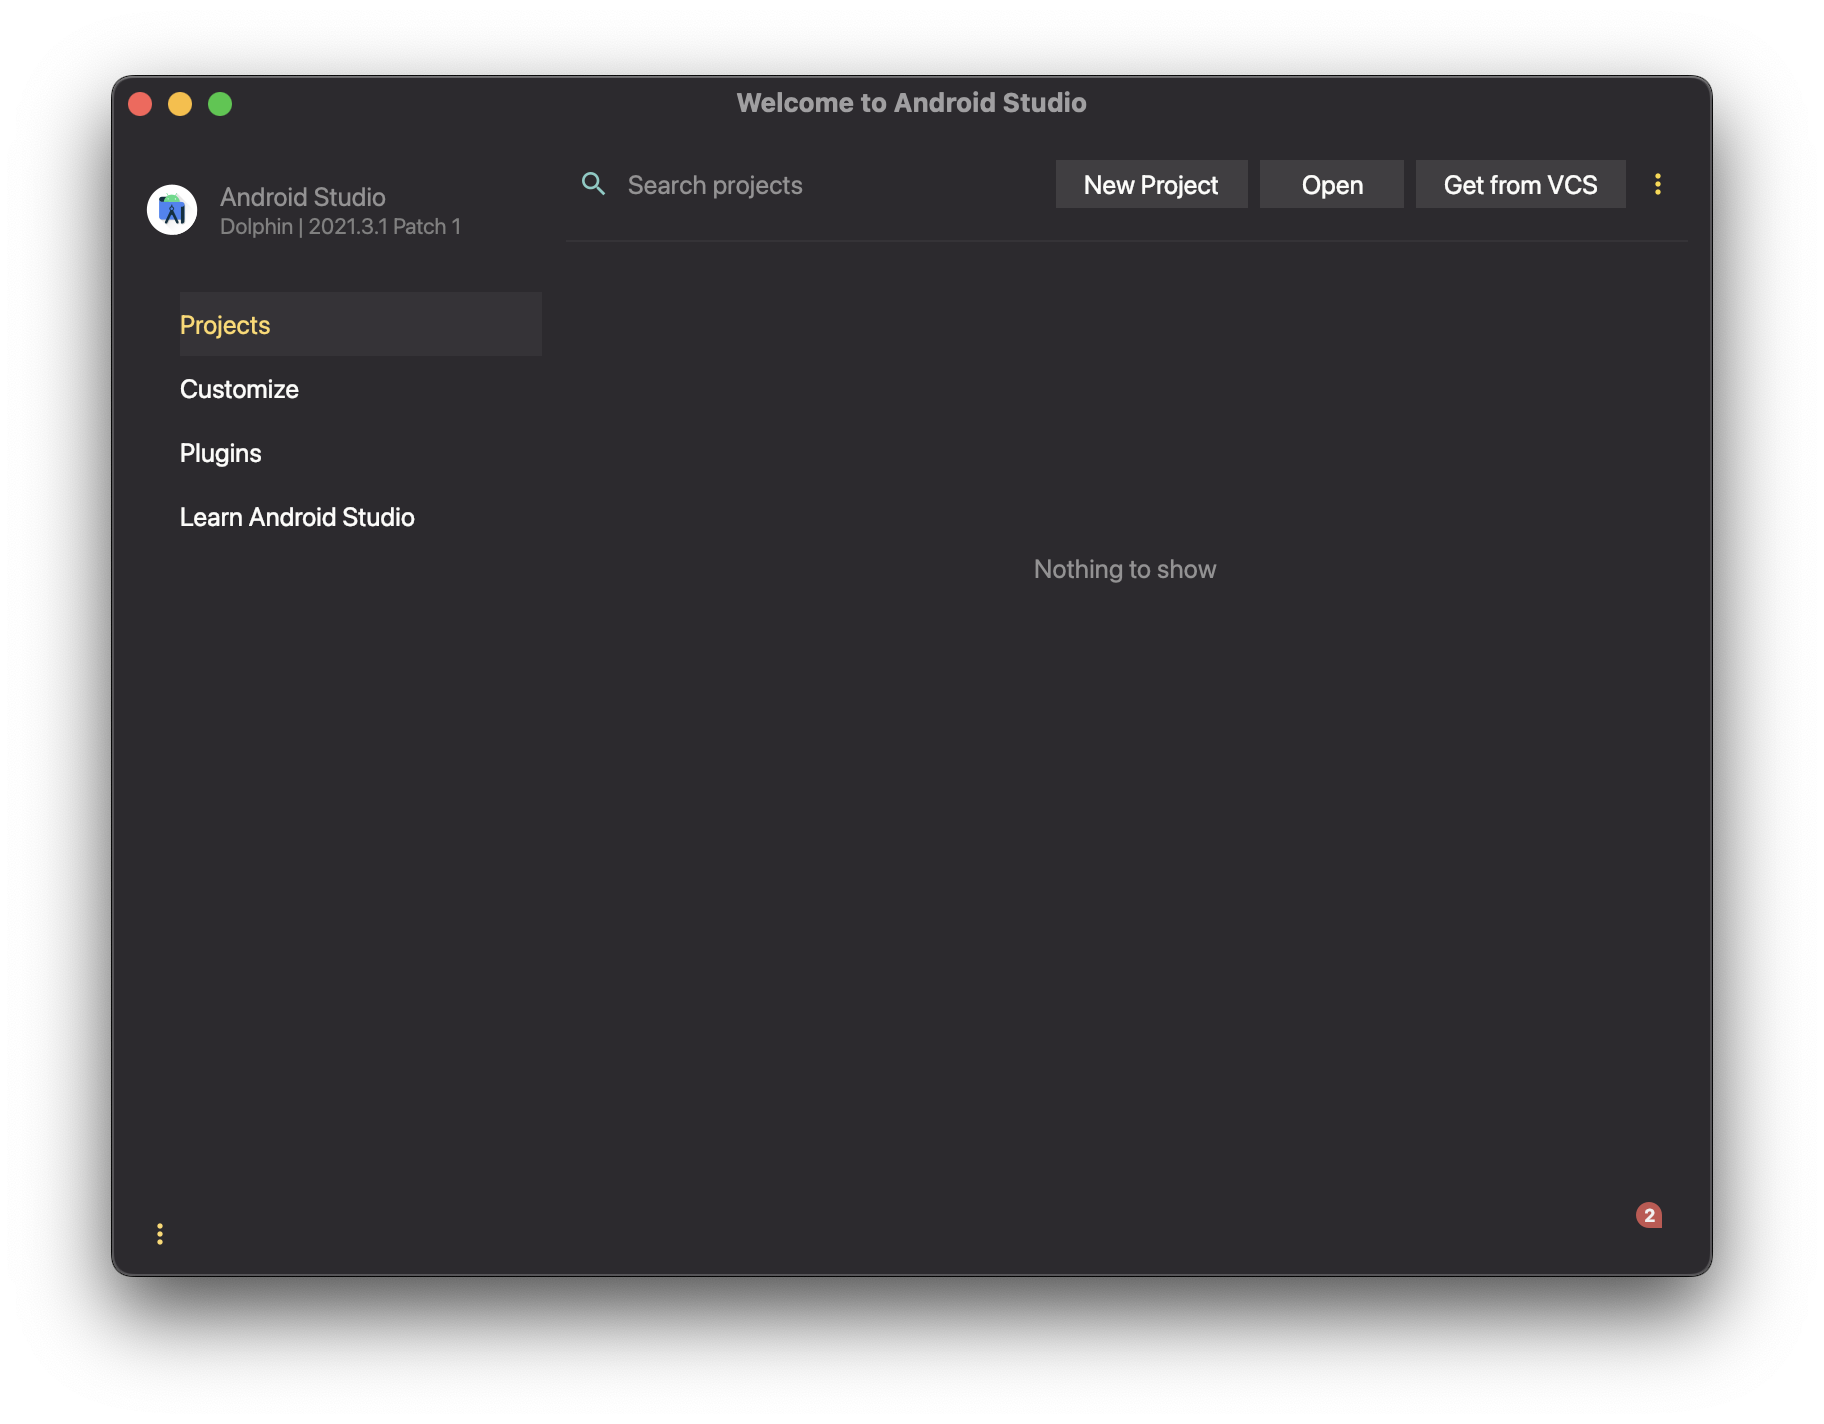 Welcome to Android Studio
Android Studio
Dolphin | 2021.3.1 Patch 1
Search projects
New Project
Open
Get from VCS
Projects
Customize
Plugins
Learn Android Studio
Nothing to show
2